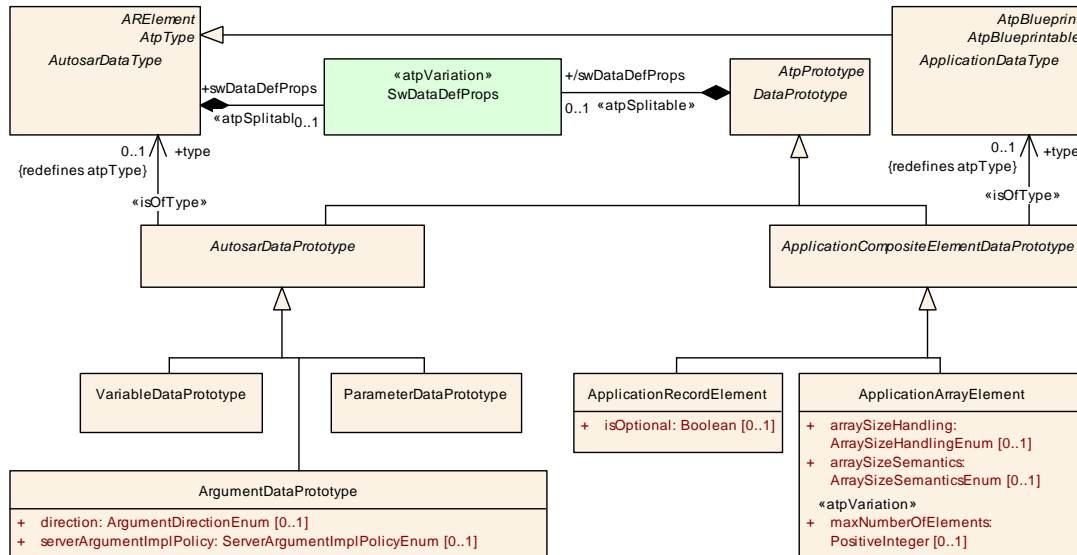 ARElement
AtpType
AutosarDataType
+swDataDefProps
«atpSplitabl
0..1
«atpVariation»
SwDataDefProps
+/swDataDefProps
0..1
«atpSplitable»
AtpPrototype
DataPrototype
AtpBlueprint
AtpBlueprintable
ApplicationDataType
0..1
+type
{redefines atpType}
«isOfType»
0..1
+type
{redefines atpType}
«isOfType»
AutosarDataPrototype
ApplicationCompositeElementDataPrototype
VariableDataPrototype
ParameterDataPrototype
ApplicationRecordElement
+ isOptional: Boolean [0..1]
ApplicationArrayElement
+ arraySizeHandling:
ArraySizeHandlingEnum [0..1]
+ arraySizeSemantics:
ArraySizeSemanticsEnum [0..1]
«atpVariation»
+ maxNumberOfElements:
PositiveInteger [0..1]
ArgumentDataPrototype
+ direction: ArgumentDirectionEnum [0..1]
+ serverArgumentImplPolicy: ServerArgumentImplPolicyEnum [0..1]